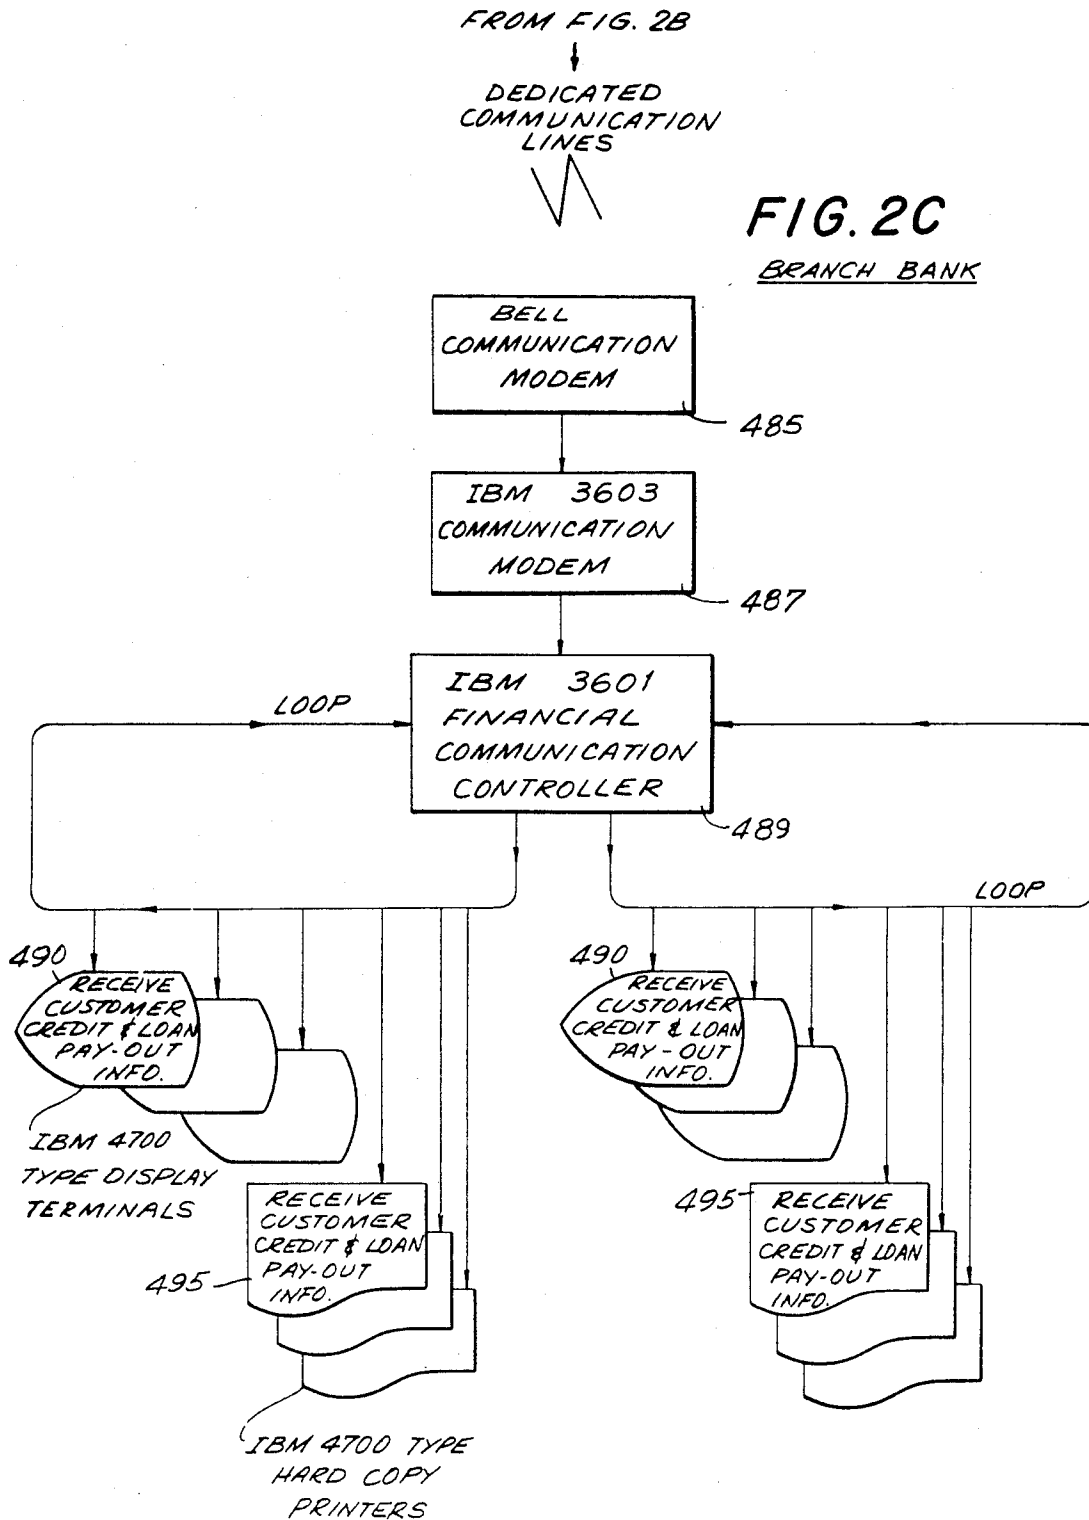 FROM FIG. 2B
DEDICATED
COMMUNICATION
LINES
FIG. 2C
BRANCH BANK
BELL
COMMUNICATION
MODEM
485
IBM 3603
COMMUNICATION
MODEM
487
IBM 3601
FINANCIAL
COMMUNICATION
CONTROLLER
489
LOOP
LOOP
490
RECEIVE
CUSTOMER
CREDIT & LOAN
PAY-OUT
INFO.
IBM 4700
TYPE DISPLAY
TERMINALS
490
RECEIVE
CUSTOMER
CREDIT & LOAN
PAY-OUT
INFO.
RECEIVE
CUSTOMER
CREDIT & LOAN
PAY-OUT
INFO.
495
IBM 4700 TYPE
HARD COPY
PRINTERS
495
RECEIVE
CUSTOMER
CREDIT & LOAN
PAY-OUT
INFO.